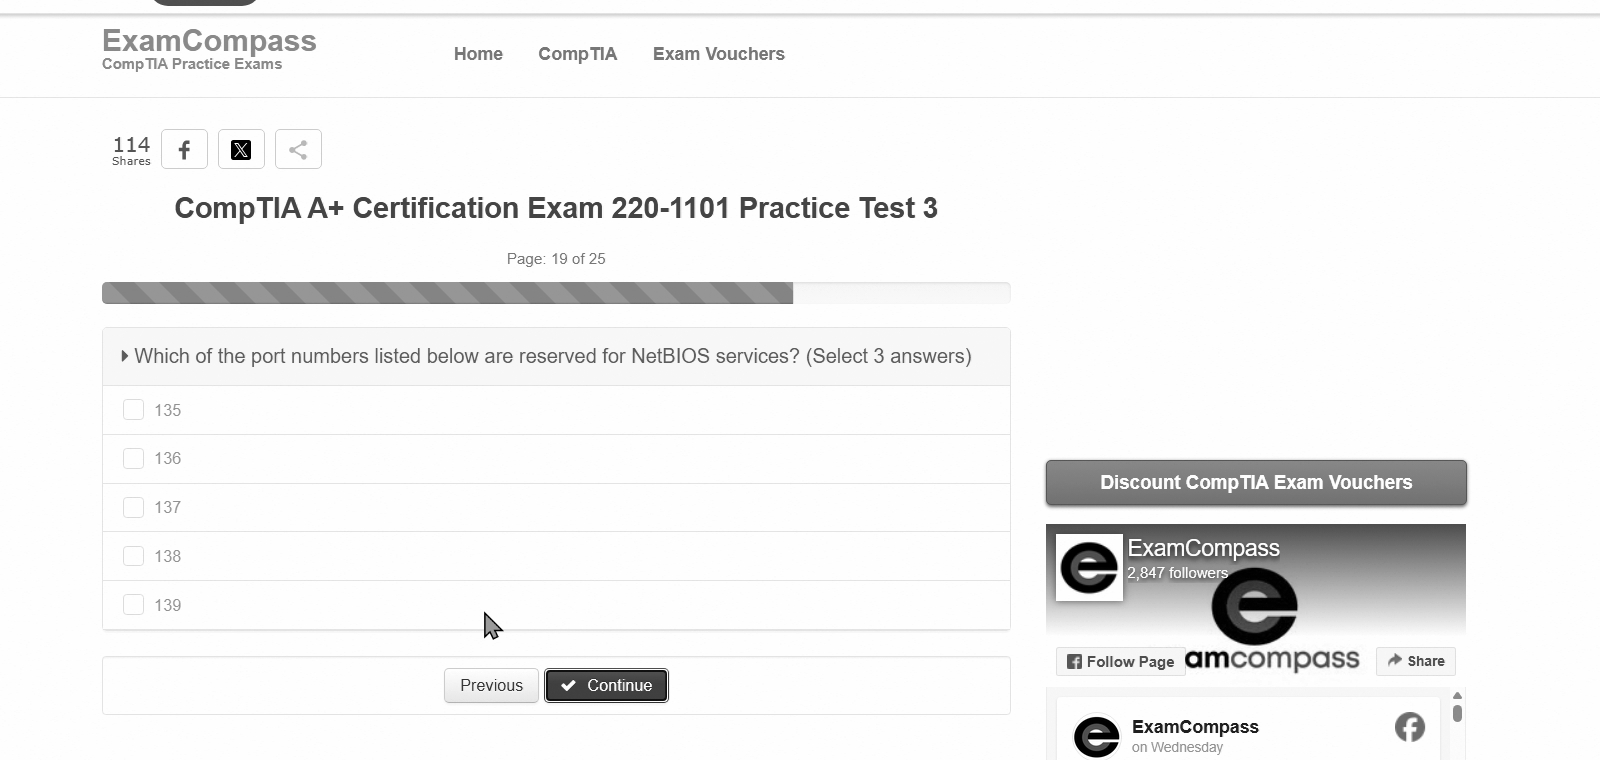 ExamCompass
CompTIA Practice Exams
Home
CompTIA
Exam Vouchers
114
Shares
CompTIA A+ Certification Exam 220-1101 Practice Test 3
Page: 19 of 25
Which of the port numbers listed below are reserved for NetBIOS services? (Select 3 answers)
135
136
137
138
139
Previous
Continue
Discount CompTIA Exam Vouchers
ExamCompass
2,847 followers
Follow Page
amcompass
Share
ExamCompass
on Wednesday